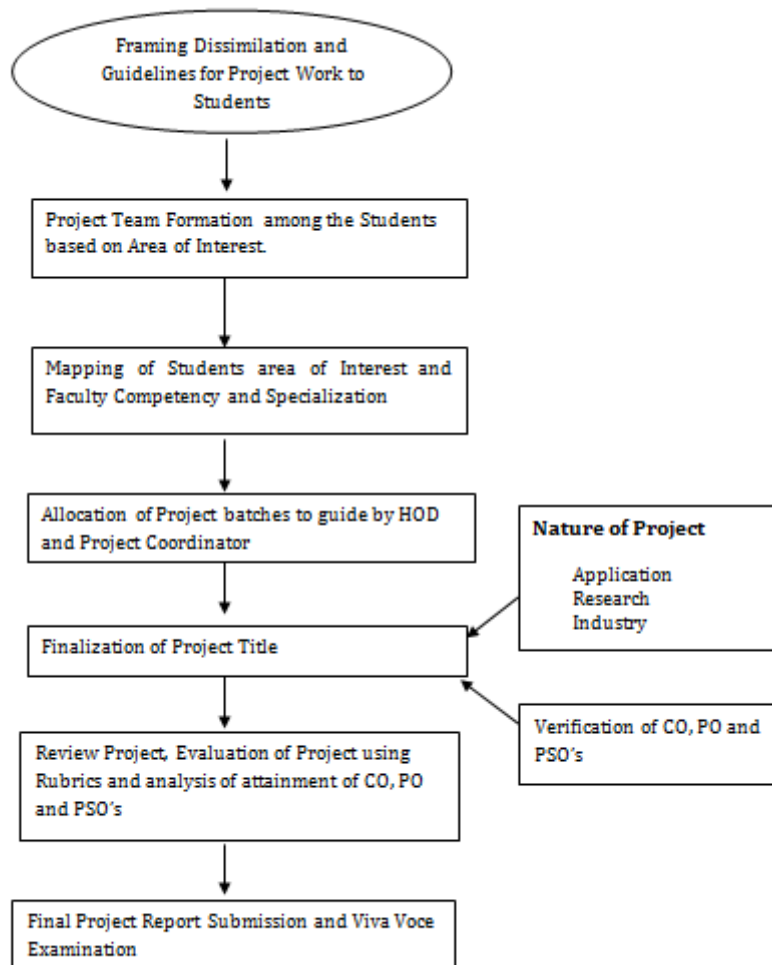 Framing Dissimilation and
Guidelines for Project Work to
Students
Project Team Formation among the Students
based on Area of Interest.
Mapping of Students area of Interest and
Faculty Competency and Specialization
Allocation of Project batches to guide by HOD
and Project Coordinator
Nature of Project
Application
Research
Industry
Finalization of Project Title
Verification of CO, PO and
PSO's
Review Project, Evaluation of Project using
Rubrics and analysis of attainment of CO, PO
and PSO's
Final Project Report Submission and Viva Voce
Examination